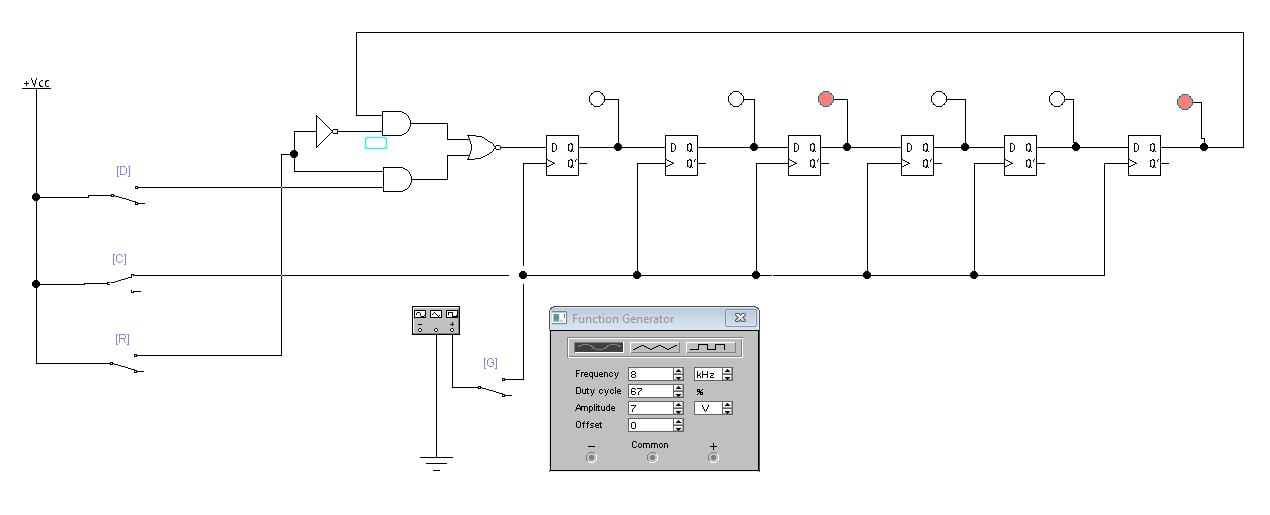 +Vcc
[D]
[C]
[R]
[G]
D Q
Q'
D Q
Q'
D Q
Q'
D Q
Q'
D Q
Q'
D Q
Q'
− +
Function Generator
Frequency 8 kHz
Duty cycle 67 %
Amplitude 7 V
Offset 0
− Common +